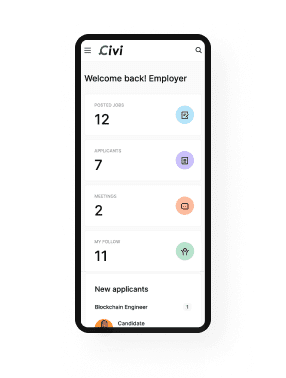 Civi
Welcome back! Employer
POSTED JOBS
12
APPLICANTS
7
MEETINGS
2
MY FOLLOW
11
New applicants
Blockchain Engineer 1
Candidate